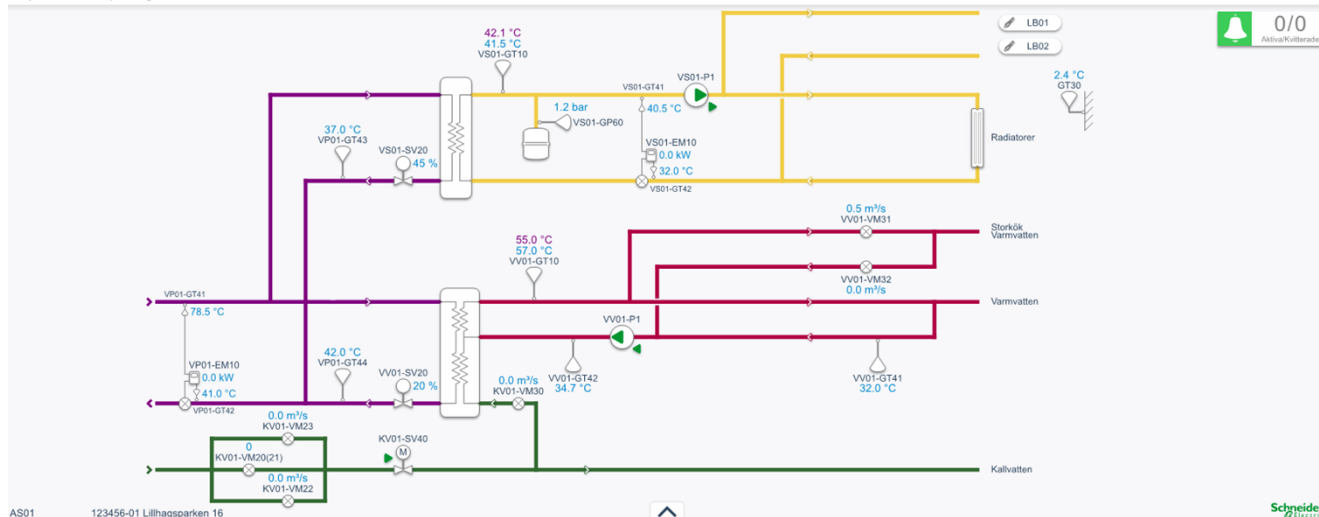 LB01
LB02
0/0
Aktiva/Kvitterade
42.1 °C
41.5 °C
VS01-GT10
VS01-P1
VS01-GT41
40.5 °C
2.4 °C
GT30
1.2 bar
VS01-GP60
37.0 °C
VP01-GT43
VS01-SV20
45 %
VS01-EM10
0.0 kW
32.0 °C
VS01-GT42
Radiatorer
0.5 m³/s
VV01-VM31
Storkök
Varmvatten
55.0 °C
57.0 °C
VV01-GT10
VV01-VM32
0.0 m³/s
VP01-GT41
78.5 °C
Varmvatten
VV01-P1
42.0 °C
VP01-GT44
VV01-SV20
20 %
VP01-EM10
0.0 kW
41.0 °C
VP01-GT42
0.0 m³/s
KV01-VM30
VV01-GT42
34.7 °C
VV01-GT41
32.0 °C
0.0 m³/s
KV01-VM23
0
KV01-VM20(21)
0.0 m³/s
KV01-VM22
KV01-SV40
M
Kallvatten
AS01
123456-01 Lillhagsparken 16